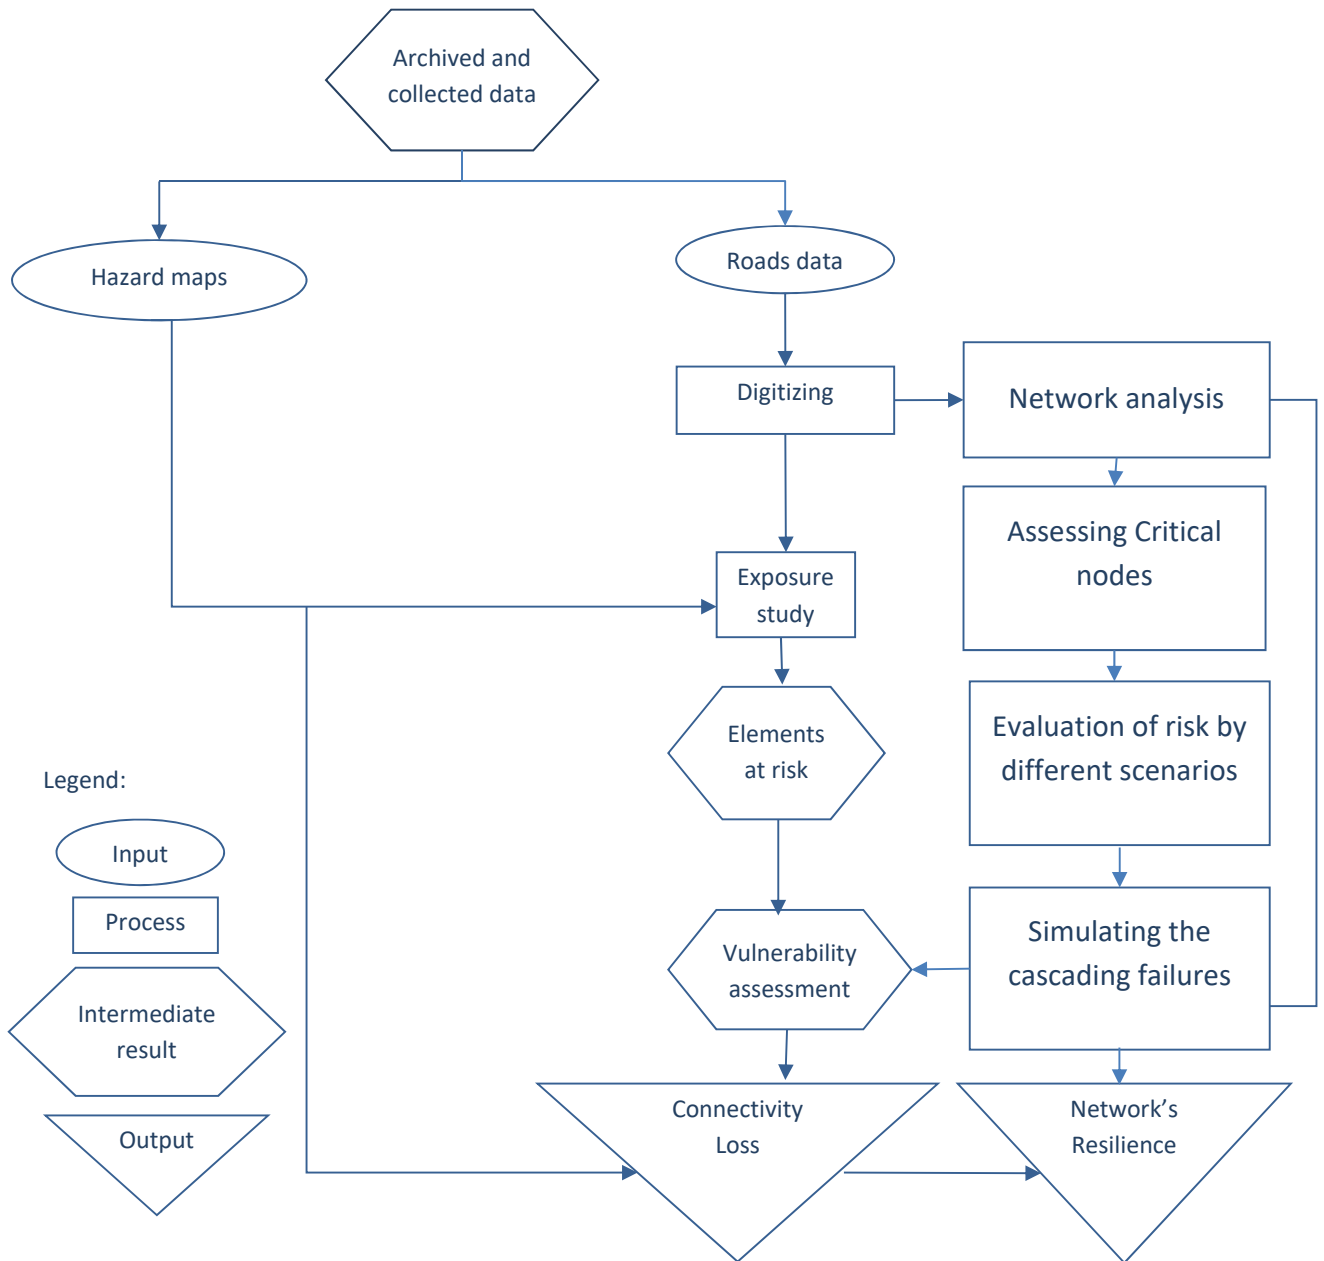 Archived and
collected data
Hazard maps
Roads data
Digitizing
Network analysis
Assessing Critical
nodes
Exposure
study
Elements
at risk
Evaluation of risk by
different scenarios
Legend:
Input
Process
Intermediate
result
Output
Vulnerability
assessment
Simulating the
cascading failures
Connectivity
Loss
Network’s
Resilience